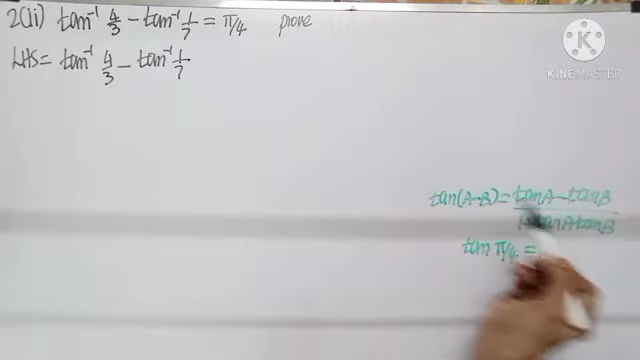 2(ii) tan⁻¹ 4/3 − tan⁻¹ 1/7 = π/4 prove
LHS = tan⁻¹ 4/3 − tan⁻¹ 1/7
tan(A-B) = tanA − tanB
tanA tanB
tan π/4 =
K
KINEMASTER